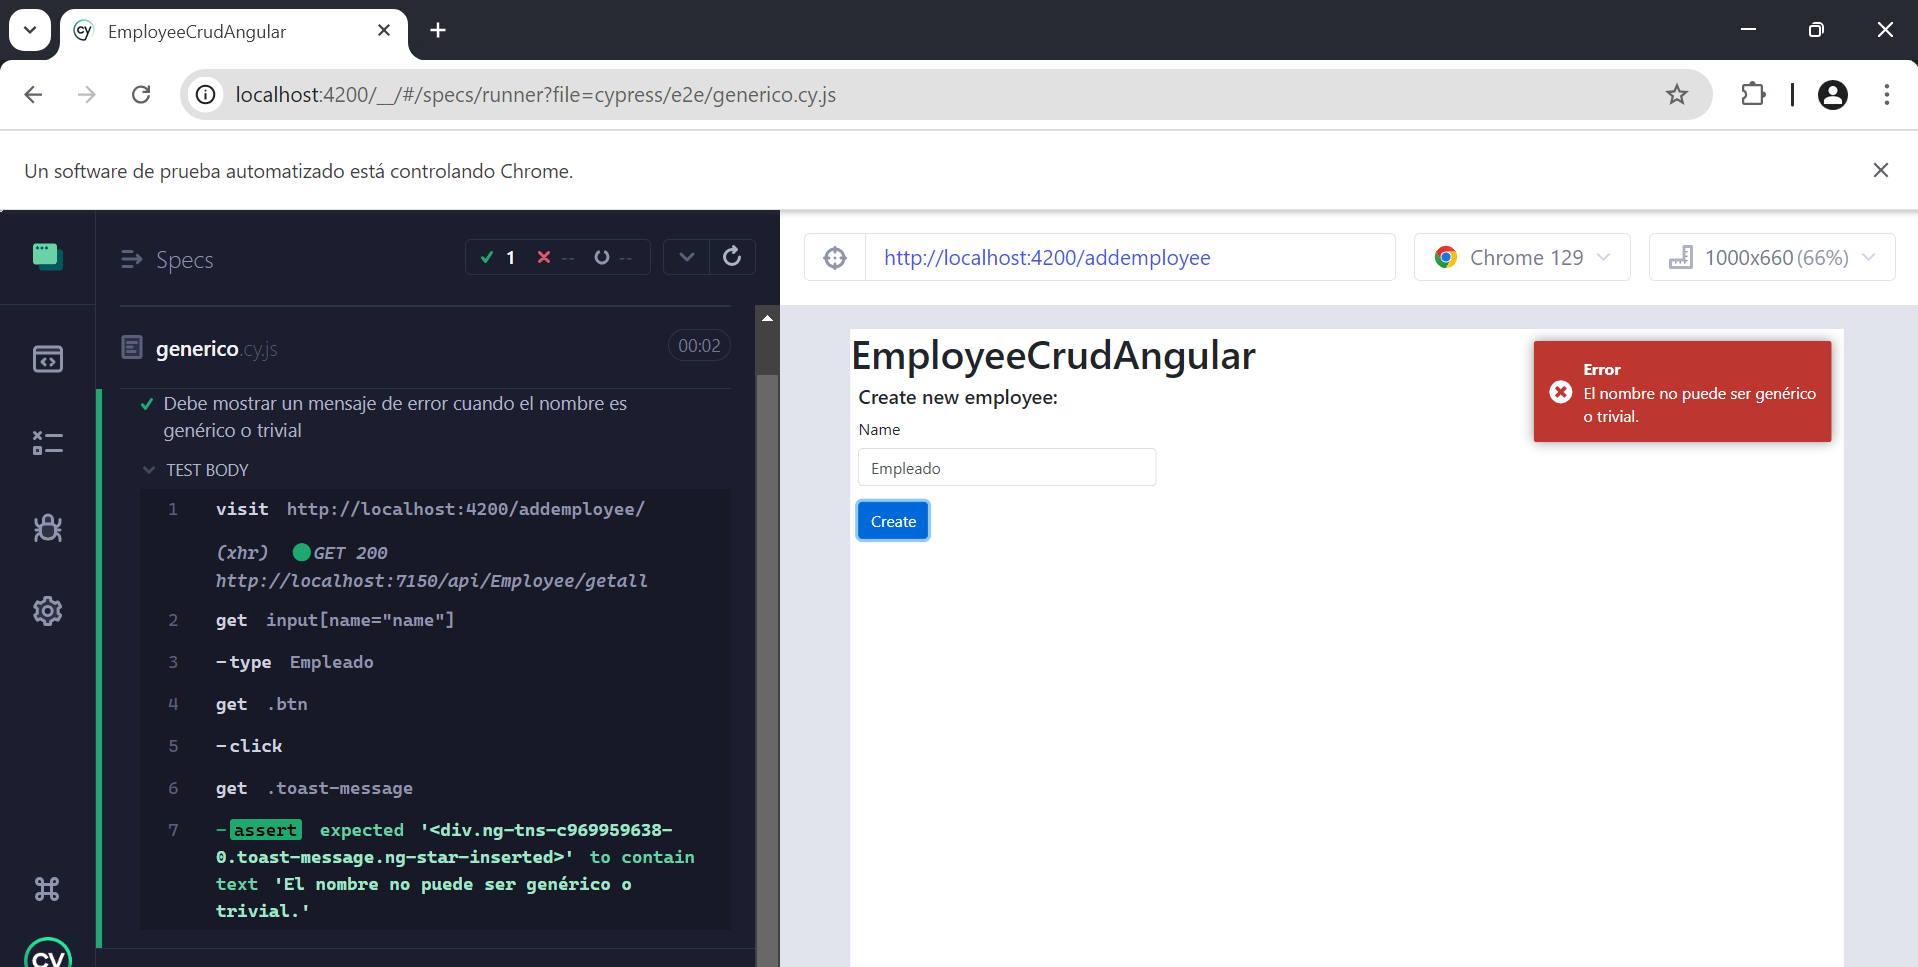 EmployeeCrudAngular
localhost:4200/__/#/specs/runner?file=cypress/e2e/generico.cy.js
Un software de prueba automatizado está controlando Chrome.
Specs
1 -- --
generico.cy.js
00:02
Debe mostrar un mensaje de error cuando el nombre es
genérico o trivial
TEST BODY
1 visit http://localhost:4200/addemployee/
(xhr) GET 200
http://localhost:7150/api/Employee/getall
2 get input[name="name"]
3 -type Empleado
4 get .btn
5 -click
6 get .toast-message
7 -assert expected '<div.ng-tns-c969959638-
0.toast-message.ng-star-inserted>' to contain
text 'El nombre no puede ser genérico o
trivial.'
cy
http://localhost:4200/addemployee
Chrome 129
1000x660 (66%)
EmployeeCrudAngular
Create new employee:
Name
Empleado
Create
Error
El nombre no puede ser genérico
o trivial.